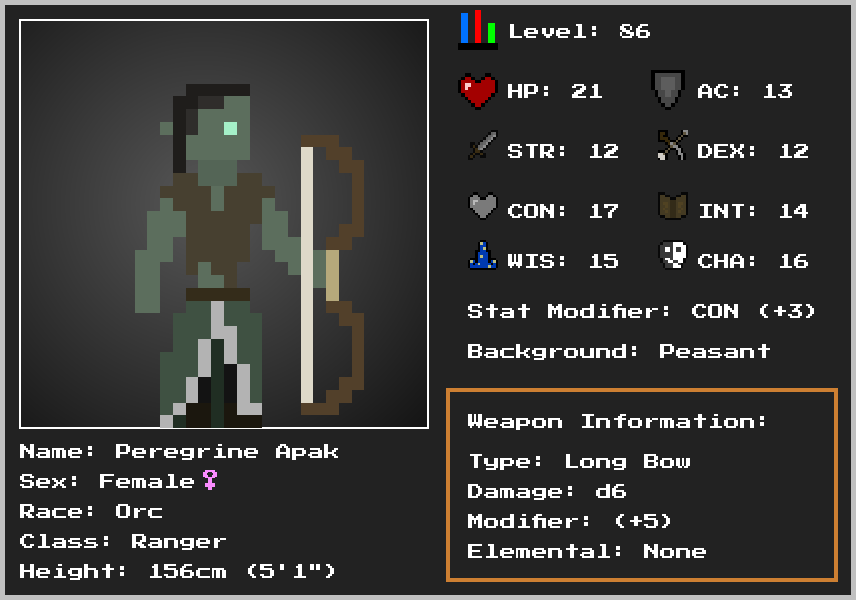 Level: 86
HP: 21
AC: 13
STR: 12
DEX: 12
CON: 17
INT: 14
WIS: 15
CHA: 16
Stat Modifier: CON (+3)
Background: Peasant
Weapon Information:
Type: Long Bow
Damage: d6
Modifier: (+5)
Elemental: None
Name: Peregrine Apak
Sex: Female♀
Race: Orc
Class: Ranger
Height: 156cm (5'1")